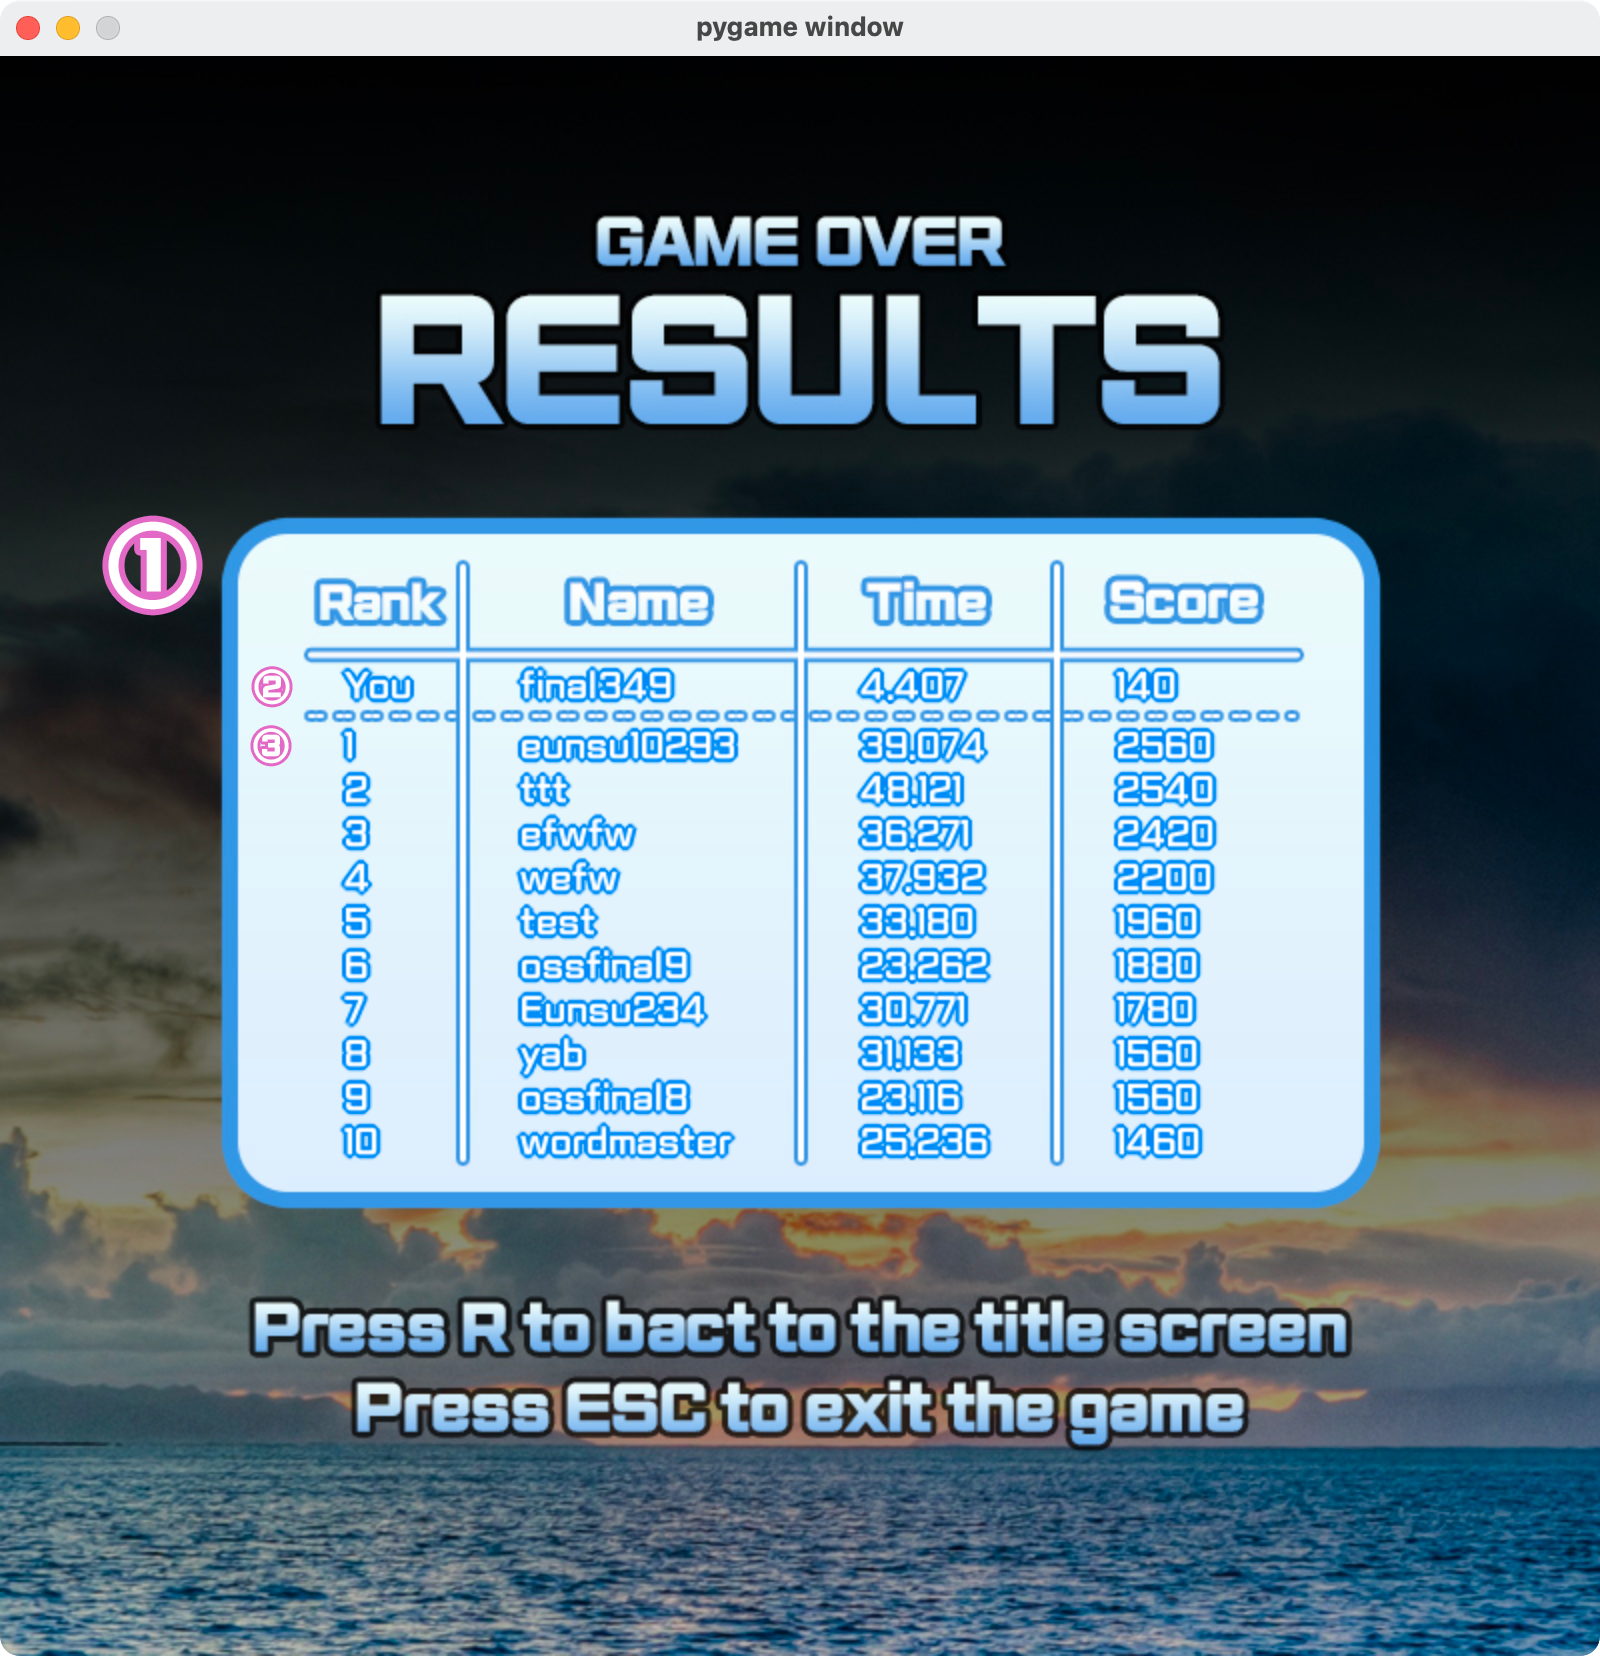 pygame window
GAME OVER
RESULTS
①
Rank Name Time Score
② You final349 4.407 140
③ 1 eunsu10293 39.074 2560
2 ttt 48.121 2540
3 efwfw 36.271 2420
4 wefw 37.932 2200
5 test 33.180 1960
6 ossfinal9 23.262 1880
7 Eunsu234 30.771 1780
8 yab 31.133 1560
9 ossfinal8 23.116 1560
10 wordmaster 25.236 1460
Press R to bact to the title screen
Press ESC to exit the game